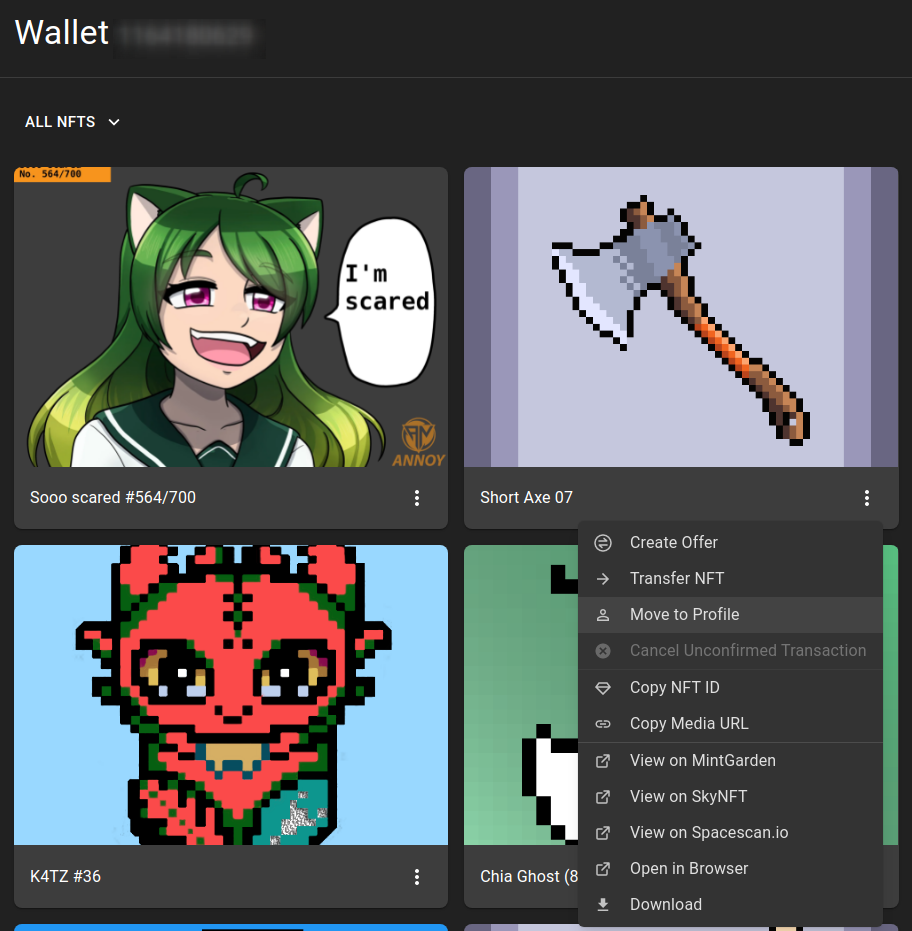 Wallet
ALL NFTS
No. 564/700
I'm
scared
ANNOY
Sooo scared #564/700
Short Axe 07
Create Offer
Transfer NFT
Move to Profile
Cancel Unconfirmed Transaction
Copy NFT ID
Copy Media URL
View on MintGarden
View on SkyNFT
View on Spacescan.io
Open in Browser
Download
K4TZ #36
Chia Ghost (8